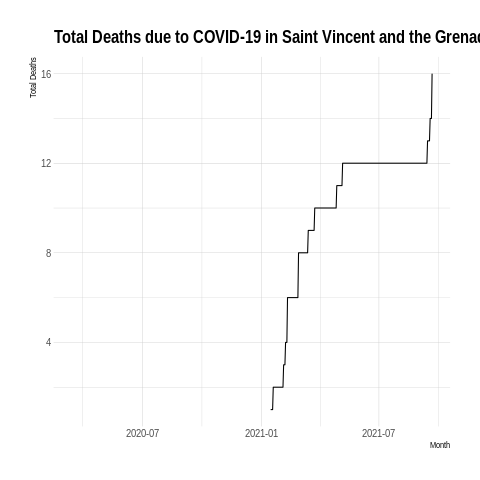 Total Deaths due to COVID-19 in Saint Vincent and the Grenad
Total Deaths
16
12
8
4
2020-07
2021-01
2021-07
Month